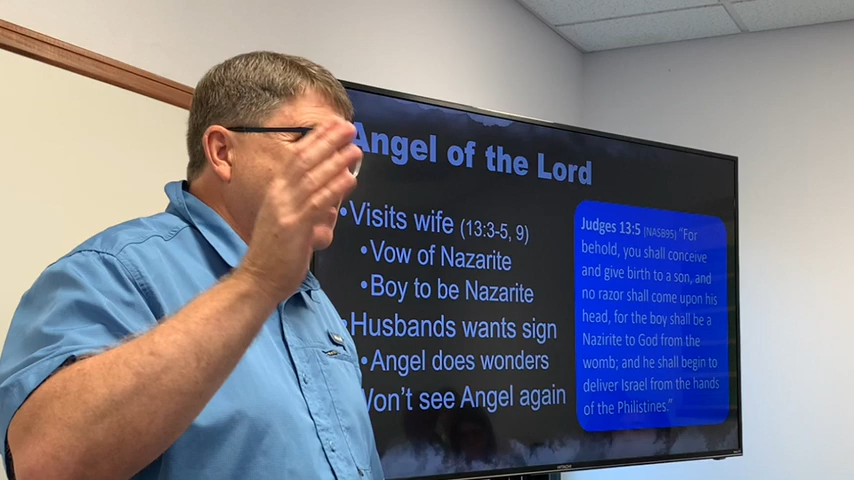 Angel of the Lord
•Visits wife (13:3-5, 9)
•Vow of Nazarite
•Boy to be Nazarite
•Husbands wants sign
•Angel does wonders
Won't see Angel again
Judges 13:5 (NASB95) "For
behold, you shall conceive
and give birth to a son, and
no razor shall come upon his
head, for the boy shall be a
Nazirite to God from the
womb; and he shall begin to
deliver Israel from the hands
of the Philistines."
HITACHI